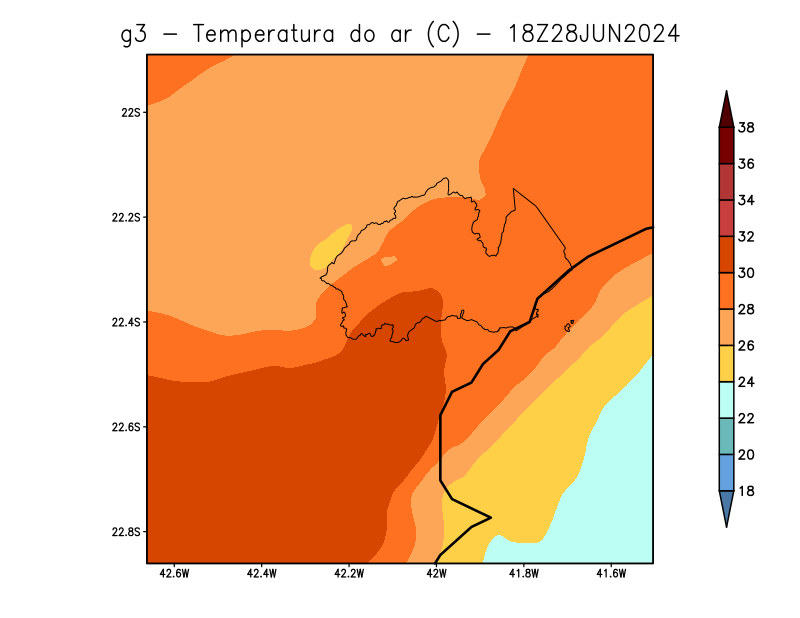 g3 - Temperatura do ar (C) - 18Z28JUN2024
22S
22.2S
22.4S
22.6S
22.8S
42.6W
42.4W
42.2W
42W
41.8W
41.6W
38
36
34
32
30
28
26
24
22
20
18